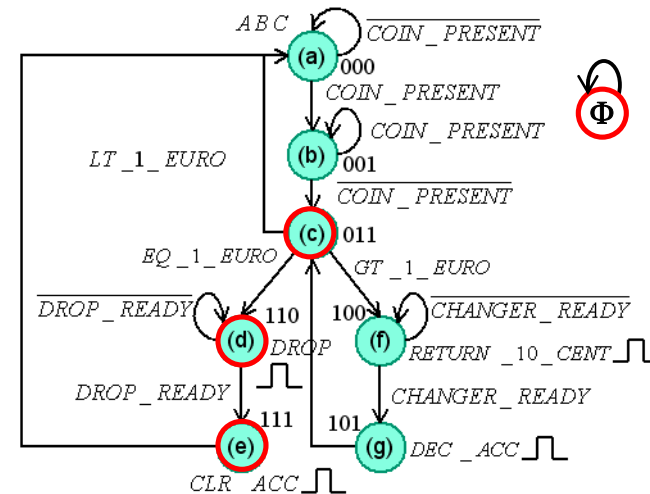 ABC
COIN_PRESENT
(a)
000
COIN_PRESENT
Φ
COIN_PRESENT
(b)
001
LT_1_EURO
COIN_PRESENT
(c)
011
EQ_1_EURO
GT_1_EURO
DROP_READY
110
100
CHANGER_READY
(d)
DROP
(f)
RETURN_10_CENT
DROP_READY
CHANGER_READY
111
101
(e)
(g)
DEC_ACC
CLR_ACC